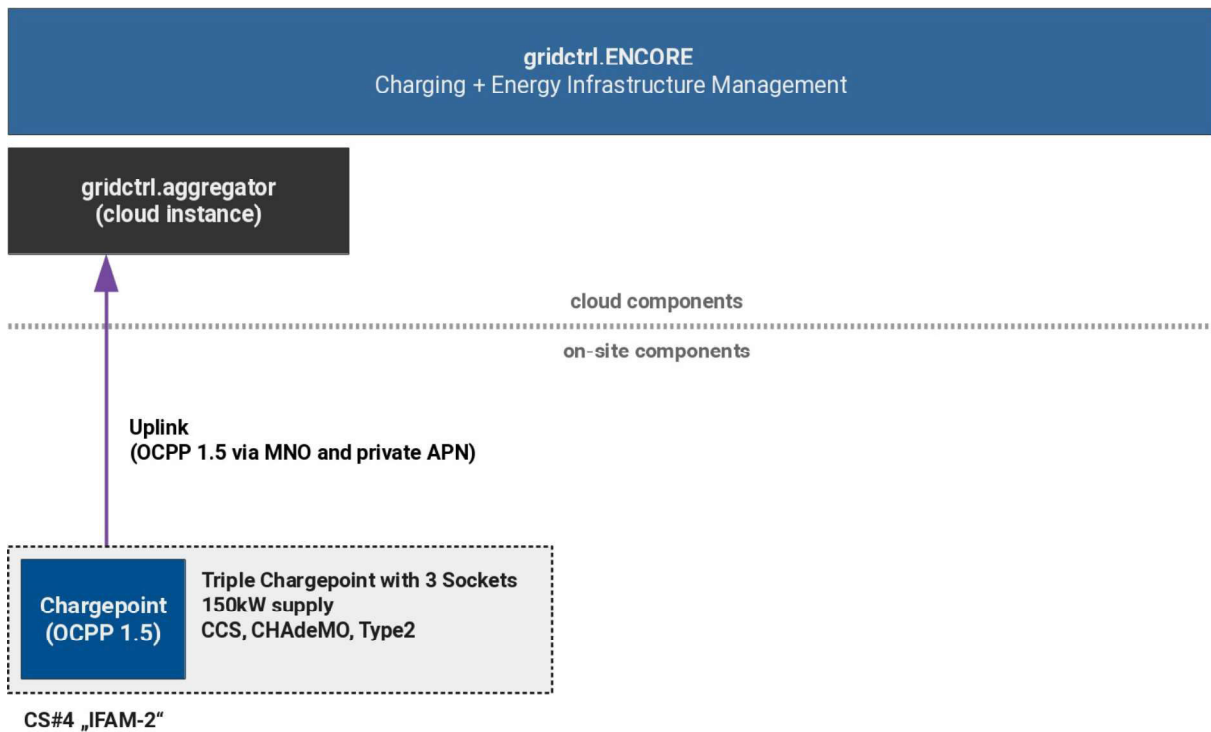 gridctrl.ENCORE
Charging + Energy Infrastructure Management
gridctrl.aggregator
(cloud instance)
cloud components
on-site components
Uplink
(OCPP 1.5 via MNO and private APN)
Chargepoint
(OCPP 1.5)
Triple Chargepoint with 3 Sockets
150kW supply
CCS, CHAdeMO, Type2
CS#4 „IFAM-2“